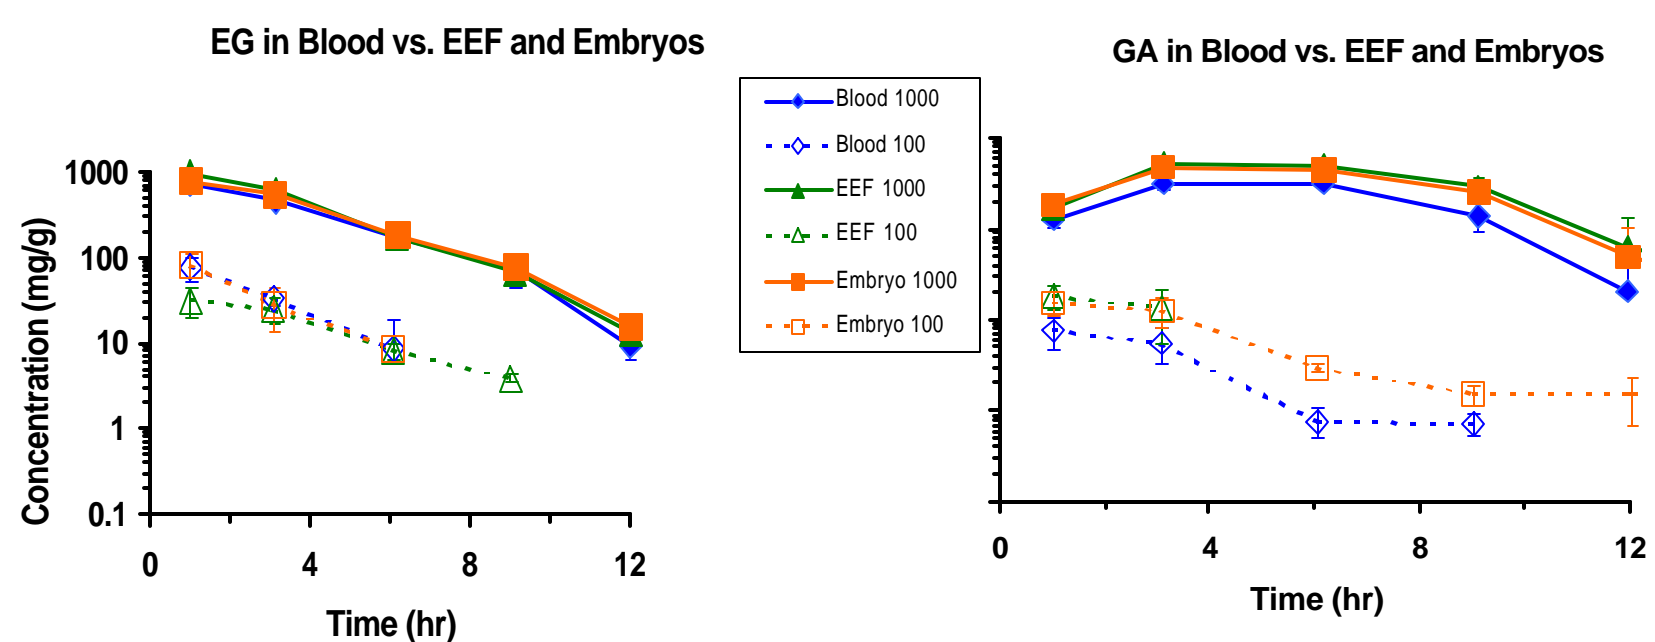 EG in Blood vs. EEF and Embryos
GA in Blood vs. EEF and Embryos
Blood 1000
Blood 100
EEF 1000
EEF 100
Embryo 1000
Embryo 100
Concentration (mg/g)
1000
100
10
1
0.1
0 4 8 12
Time (hr)
0 4 8 12
Time (hr)